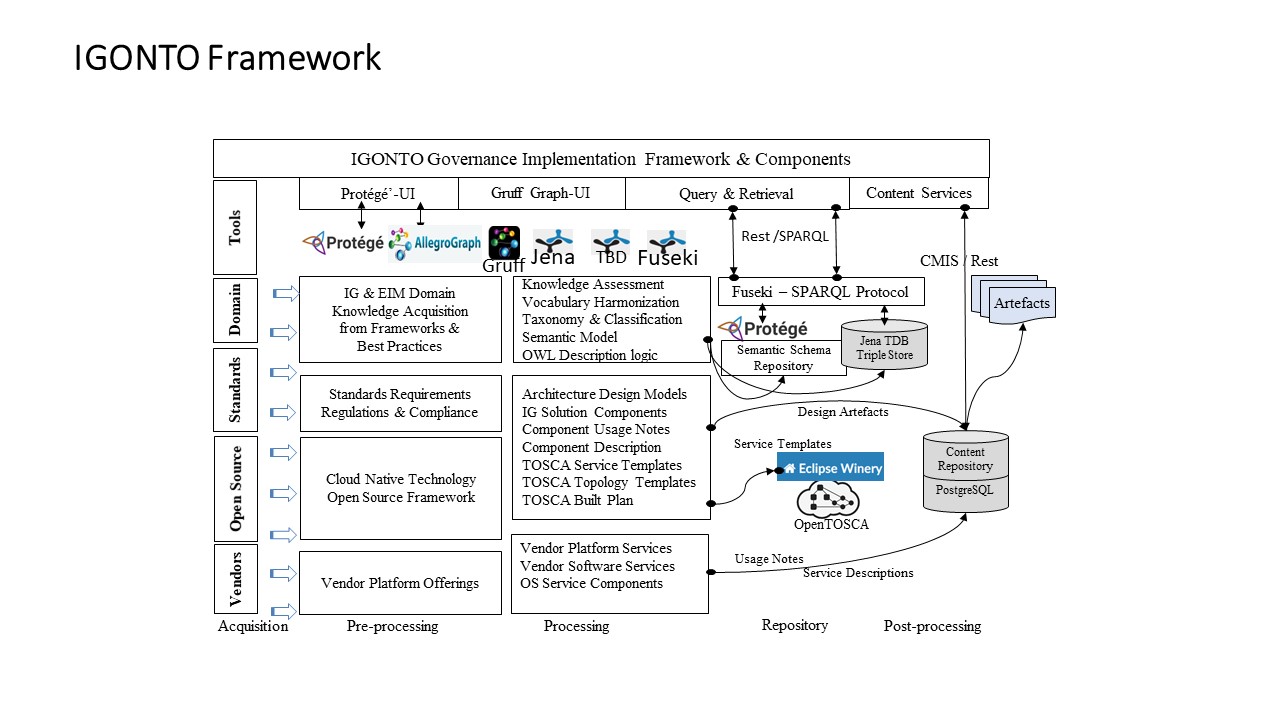 IGONTO Framework
IGONTO Governance Implementation Framework & Components
Protégé`-UI
Gruff Graph-UI
Query & Retrieval
Content Services
Tools
Protégé
AllegroGraph
Gruff
Jena
TBD
Fuseki
Rest /SPARQL
CMIS / Rest
Domain
IG & EIM Domain
Knowledge Acquisition
from Frameworks &
Best Practices
Knowledge Assessment
Vocabulary Harmonization
Taxonomy & Classification
Semantic Model
OWL Description logic
Fuseki – SPARQL Protocol
Protégé
Semantic Schema
Repository
Jena TDB
Triple Store
Artefacts
Standards
Standards Requirements
Regulations & Compliance
Architecture Design Models
IG Solution Components
Component Usage Notes
Component Description
TOSCA Service Templates
TOSCA Topology Templates
TOSCA Built Plan
Design Artefacts
Service Templates
Eclipse Winery
OpenTOSCA
Content
Repository
PostgreSQL
Open Source
Cloud Native Technology
Open Source Framework
Vendors
Vendor Platform Offerings
Vendor Platform Services
Vendor Software Services
OS Service Components
Usage Notes
Service Descriptions
Acquisition
Pre-processing
Processing
Repository
Post-processing